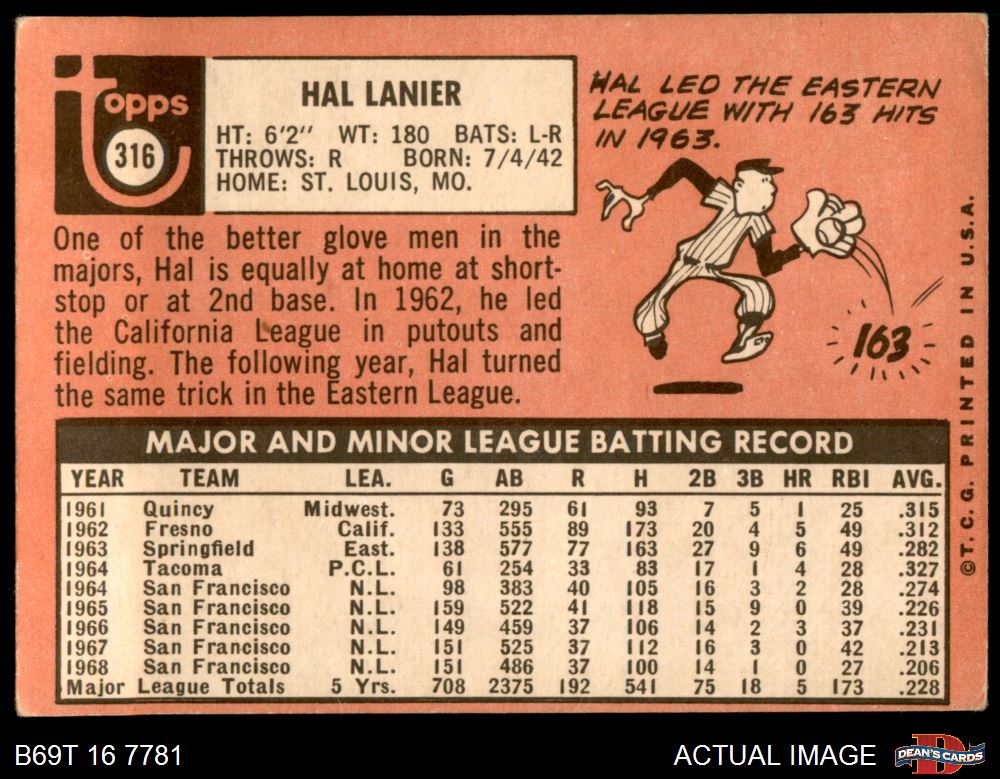 Topps
316
HAL LANIER
HT: 6'2" WT: 180 BATS: L-R
THROWS: R BORN: 7/4/42
HOME: ST. LOUIS, MO.
HAL LED THE EASTERN
LEAGUE WITH 163 HITS
IN 1963.
163
One of the better glove men in the
majors, Hal is equally at home at short-
stop or at 2nd base. In 1962, he led
the California League in putouts and
fielding. The following year, Hal turned
the same trick in the Eastern League.
MAJOR AND MINOR LEAGUE BATTING RECORD
YEAR TEAM LEA. G AB R H 2B 3B HR RBI AVG.
1961 Quincy Midwest. 73 295 61 93 7 5 1 25 .315
1962 Fresno Calif. 133 555 89 173 20 4 5 49 .312
1963 Springfield East. 138 577 77 163 27 9 6 49 .282
1964 Tacoma P.C.L. 61 254 33 83 17 1 4 28 .327
1964 San Francisco N.L. 98 383 40 105 16 3 2 28 .274
1965 San Francisco N.L. 159 522 41 118 15 9 0 39 .226
1966 San Francisco N.L. 149 459 37 106 14 2 3 37 .231
1967 San Francisco N.L. 151 525 37 112 16 3 0 42 .213
1968 San Francisco N.L. 151 486 37 100 14 1 0 27 .206
Major League Totals 5 Yrs. 708 2375 192 541 75 18 5 173 .228
© T. C. G. PRINTED IN U.S.A.
B69T 16 7781
ACTUAL IMAGE
DEAN'S CARDS